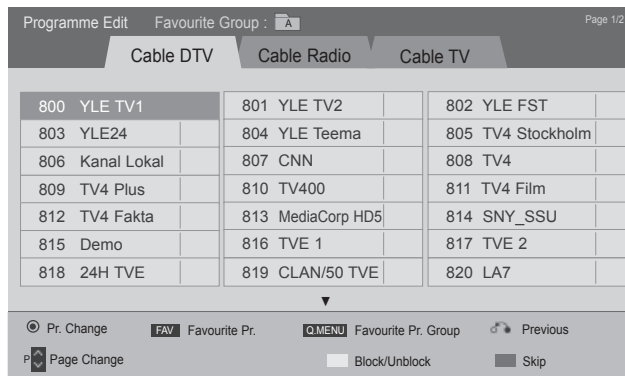 Programme Edit Favourite Group : A Page 1/2
Cable DTV Cable Radio Cable TV
800 YLE TV1 801 YLE TV2 802 YLE FST
803 YLE24 804 YLE Teema 805 TV4 Stockholm
806 Kanal Lokal 807 CNN 808 TV4
809 TV4 Plus 810 TV400 811 TV4 Film
812 TV4 Fakta 813 MediaCorp HD5 814 SNY_SSU
815 Demo 816 TVE 1 817 TVE 2
818 24H TVE 819 CLAN/50 TVE 820 LA7
Pr. Change FAV Favourite Pr. Q.MENU Favourite Pr. Group Previous
P Page Change Block/Unblock Skip